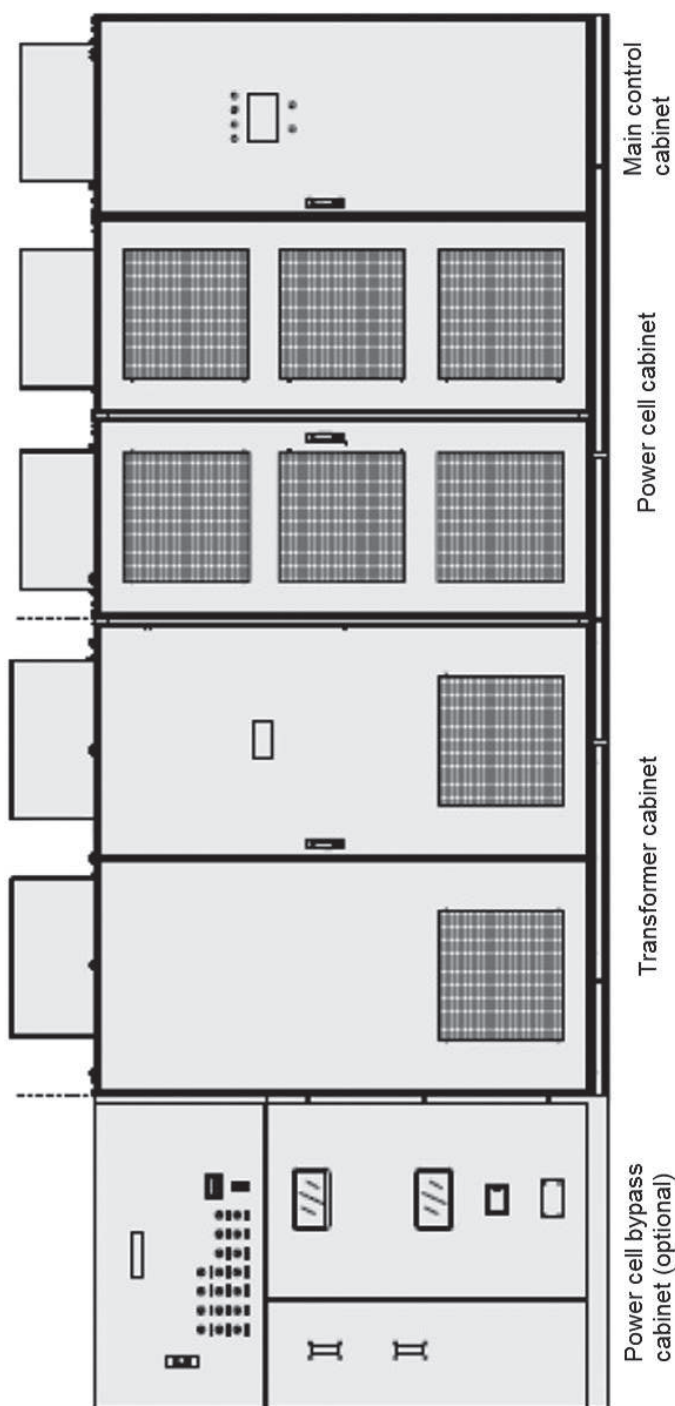 Power cell bypass
cabinet (optional)
Transformer cabinet
Power cell cabinet
Main control
cabinet